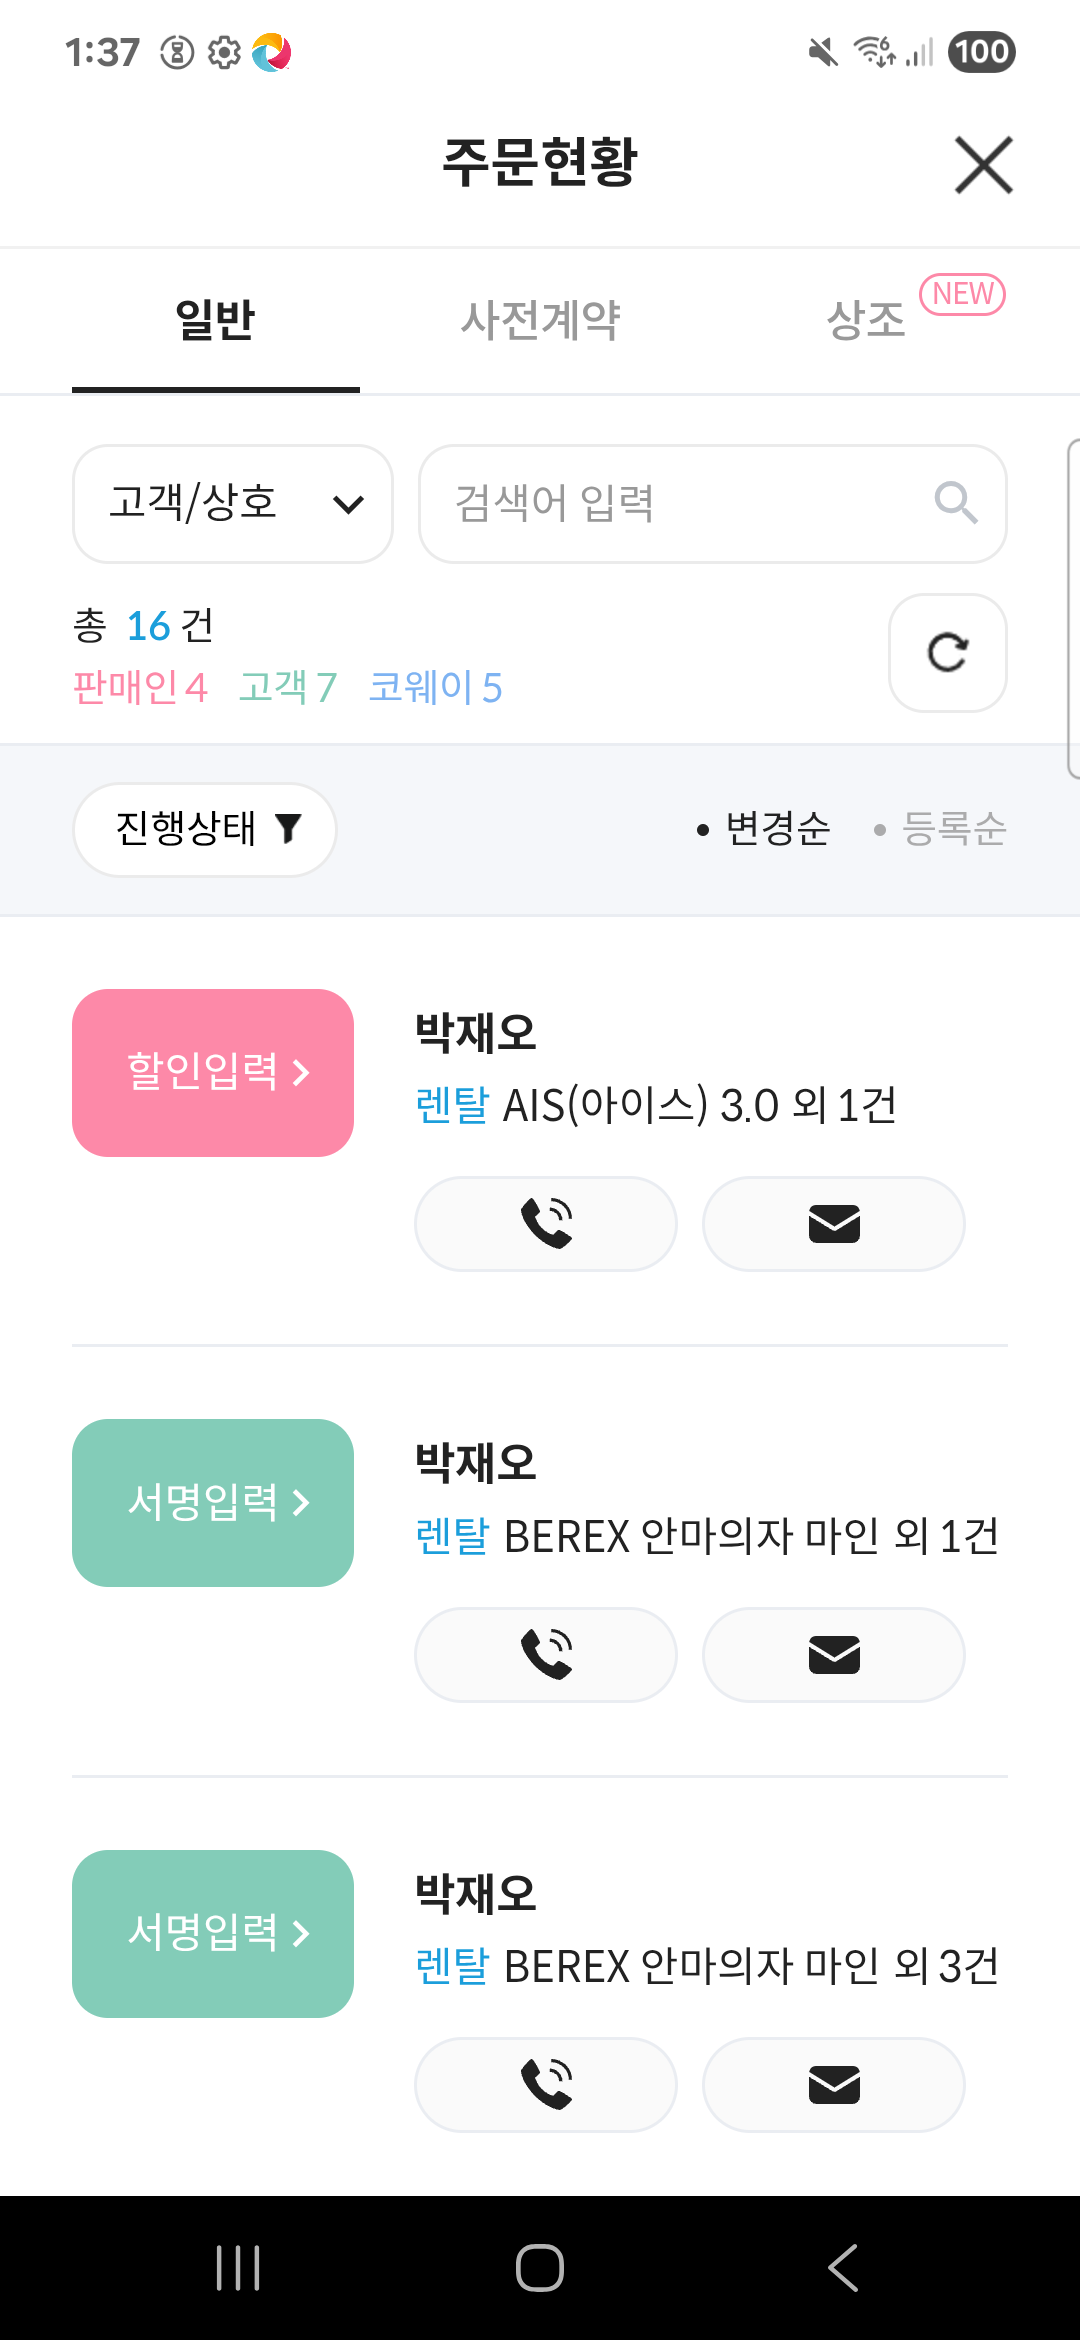 1:37 6 100
주문현황
일반 사전계약 상조 NEW
고객/상호 검색어 입력
총 16 건
판매인 4 고객 7 코웨이 5
진행상태 • 변경순 • 등록순
할인입력 박재오
렌탈 AIS(아이스) 3.0 외 1건
서명입력 박재오
렌탈 BEREX 안마의자 마인 외 1건
서명입력 박재오
렌탈 BEREX 안마의자 마인 외 3건